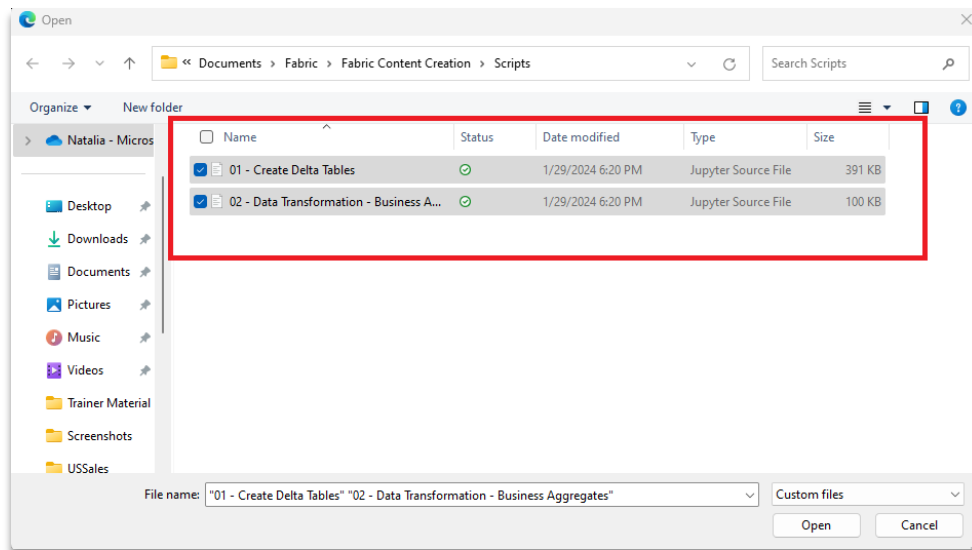 Open
« Documents > Fabric > Fabric Content Creation > Scripts
Search Scripts
Organize New folder
Natalia - Micros
Name Status Date modified Type Size
01 - Create Delta Tables 1/29/2024 6:20 PM Jupyter Source File 391 KB
02 - Data Transformation - Business A... 1/29/2024 6:20 PM Jupyter Source File 100 KB
Desktop
Downloads
Documents
Pictures
Music
Videos
Trainer Material
Screenshots
USSales
File name: "01 - Create Delta Tables" "02 - Data Transformation - Business Aggregates" Custom files
Open Cancel